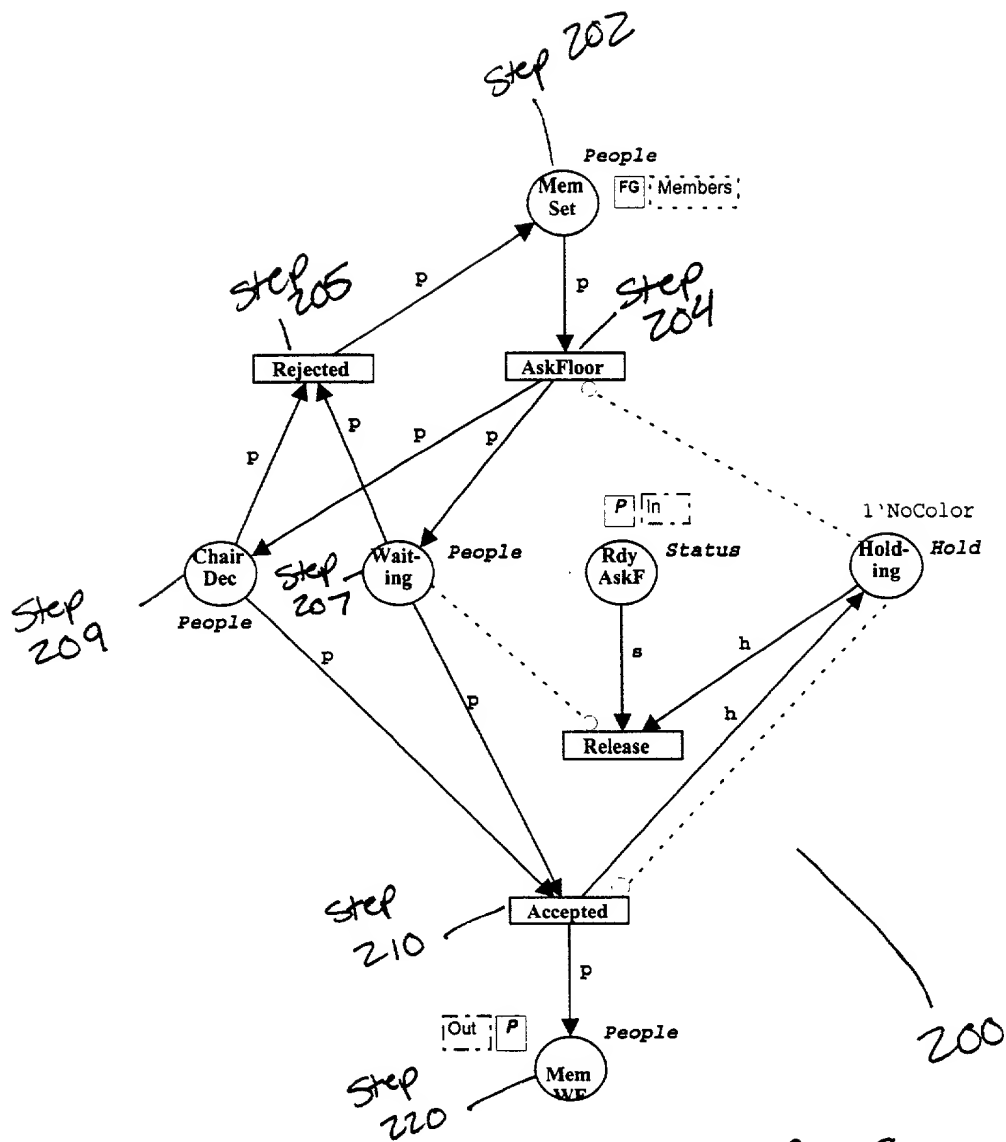 Step 202
People
Mem
Set
FG Members
p
p
Step
205
Step
204
Rejected
AskFloor
p
p
p
p
P In
1'NoColor
Chair
Dec
Wait-
ing
People
Rdy
AskF
Status
Hold-
ing
Hold
Step
207
Step
209
People
p
s
h
p
h
Release
Step
210
Accepted
p
200
Out P
People
Mem
Step
220